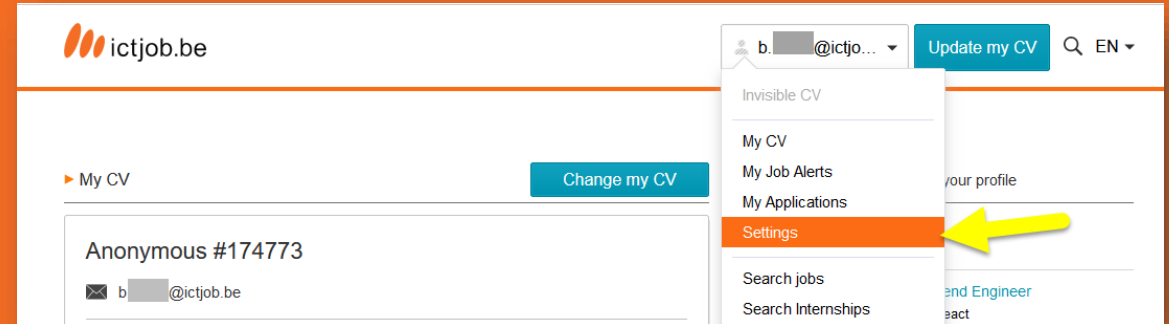 ictjob.be
b. @ictjo...
Update my CV
EN
Invisible CV
My CV
My Job Alerts
My Applications
Settings
Search jobs
Search Internships
My CV
Change my CV
Anonymous #174773
b @ictjob.be
your profile
end Engineer
eact